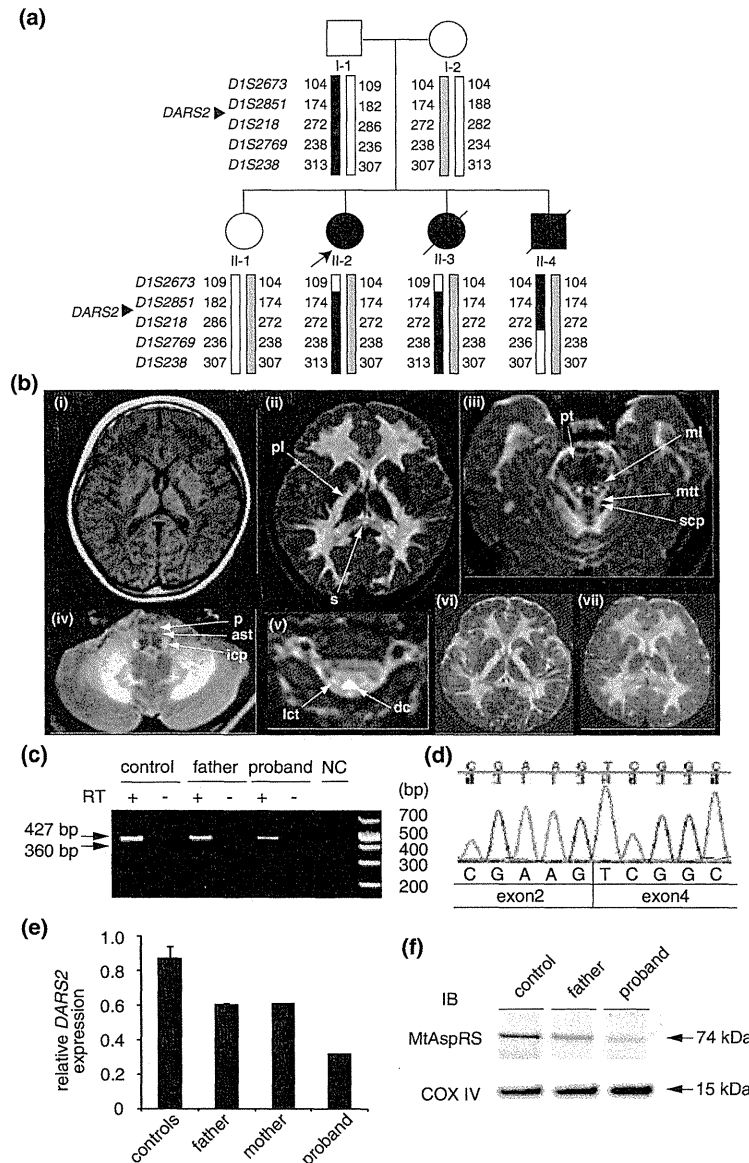 (a)
I-1 I-2
D1S2673 104 109 104 104
D1S2851 174 182 174 188
DARS2
D1S218 272 286 272 282
D1S2769 238 236 238 234
D1S238 313 307 307 313
II-1 II-2 II-3 II-4
D1S2673 109 104 109 104 109 104 104 104
D1S2851 182 174 174 174 174 174 174 174
DARS2
D1S218 286 272 272 272 272 272 272 272
D1S2769 236 238 238 238 238 238 236 238
D1S238 307 307 313 307 313 307 307 307
(b)
(i) (ii) (iii)
pl
s
pt
ml
mtt
scp
(iv) (v) (vi) (vii)
p
ast
icp
lct
dc
(c)
control father proband NC
RT + - + - + -
(bp)
427 bp
360 bp
700
500
400
300
200
(d)
C G A A G T C G G C
C G A A G T C G G C
exon2 exon4
(e)
relative DARS2 expression
1.0
0.8
0.6
0.4
0.2
0
controls father mother proband
(f)
IB control father proband
MtAspRS 74 kDa
COX IV 15 kDa